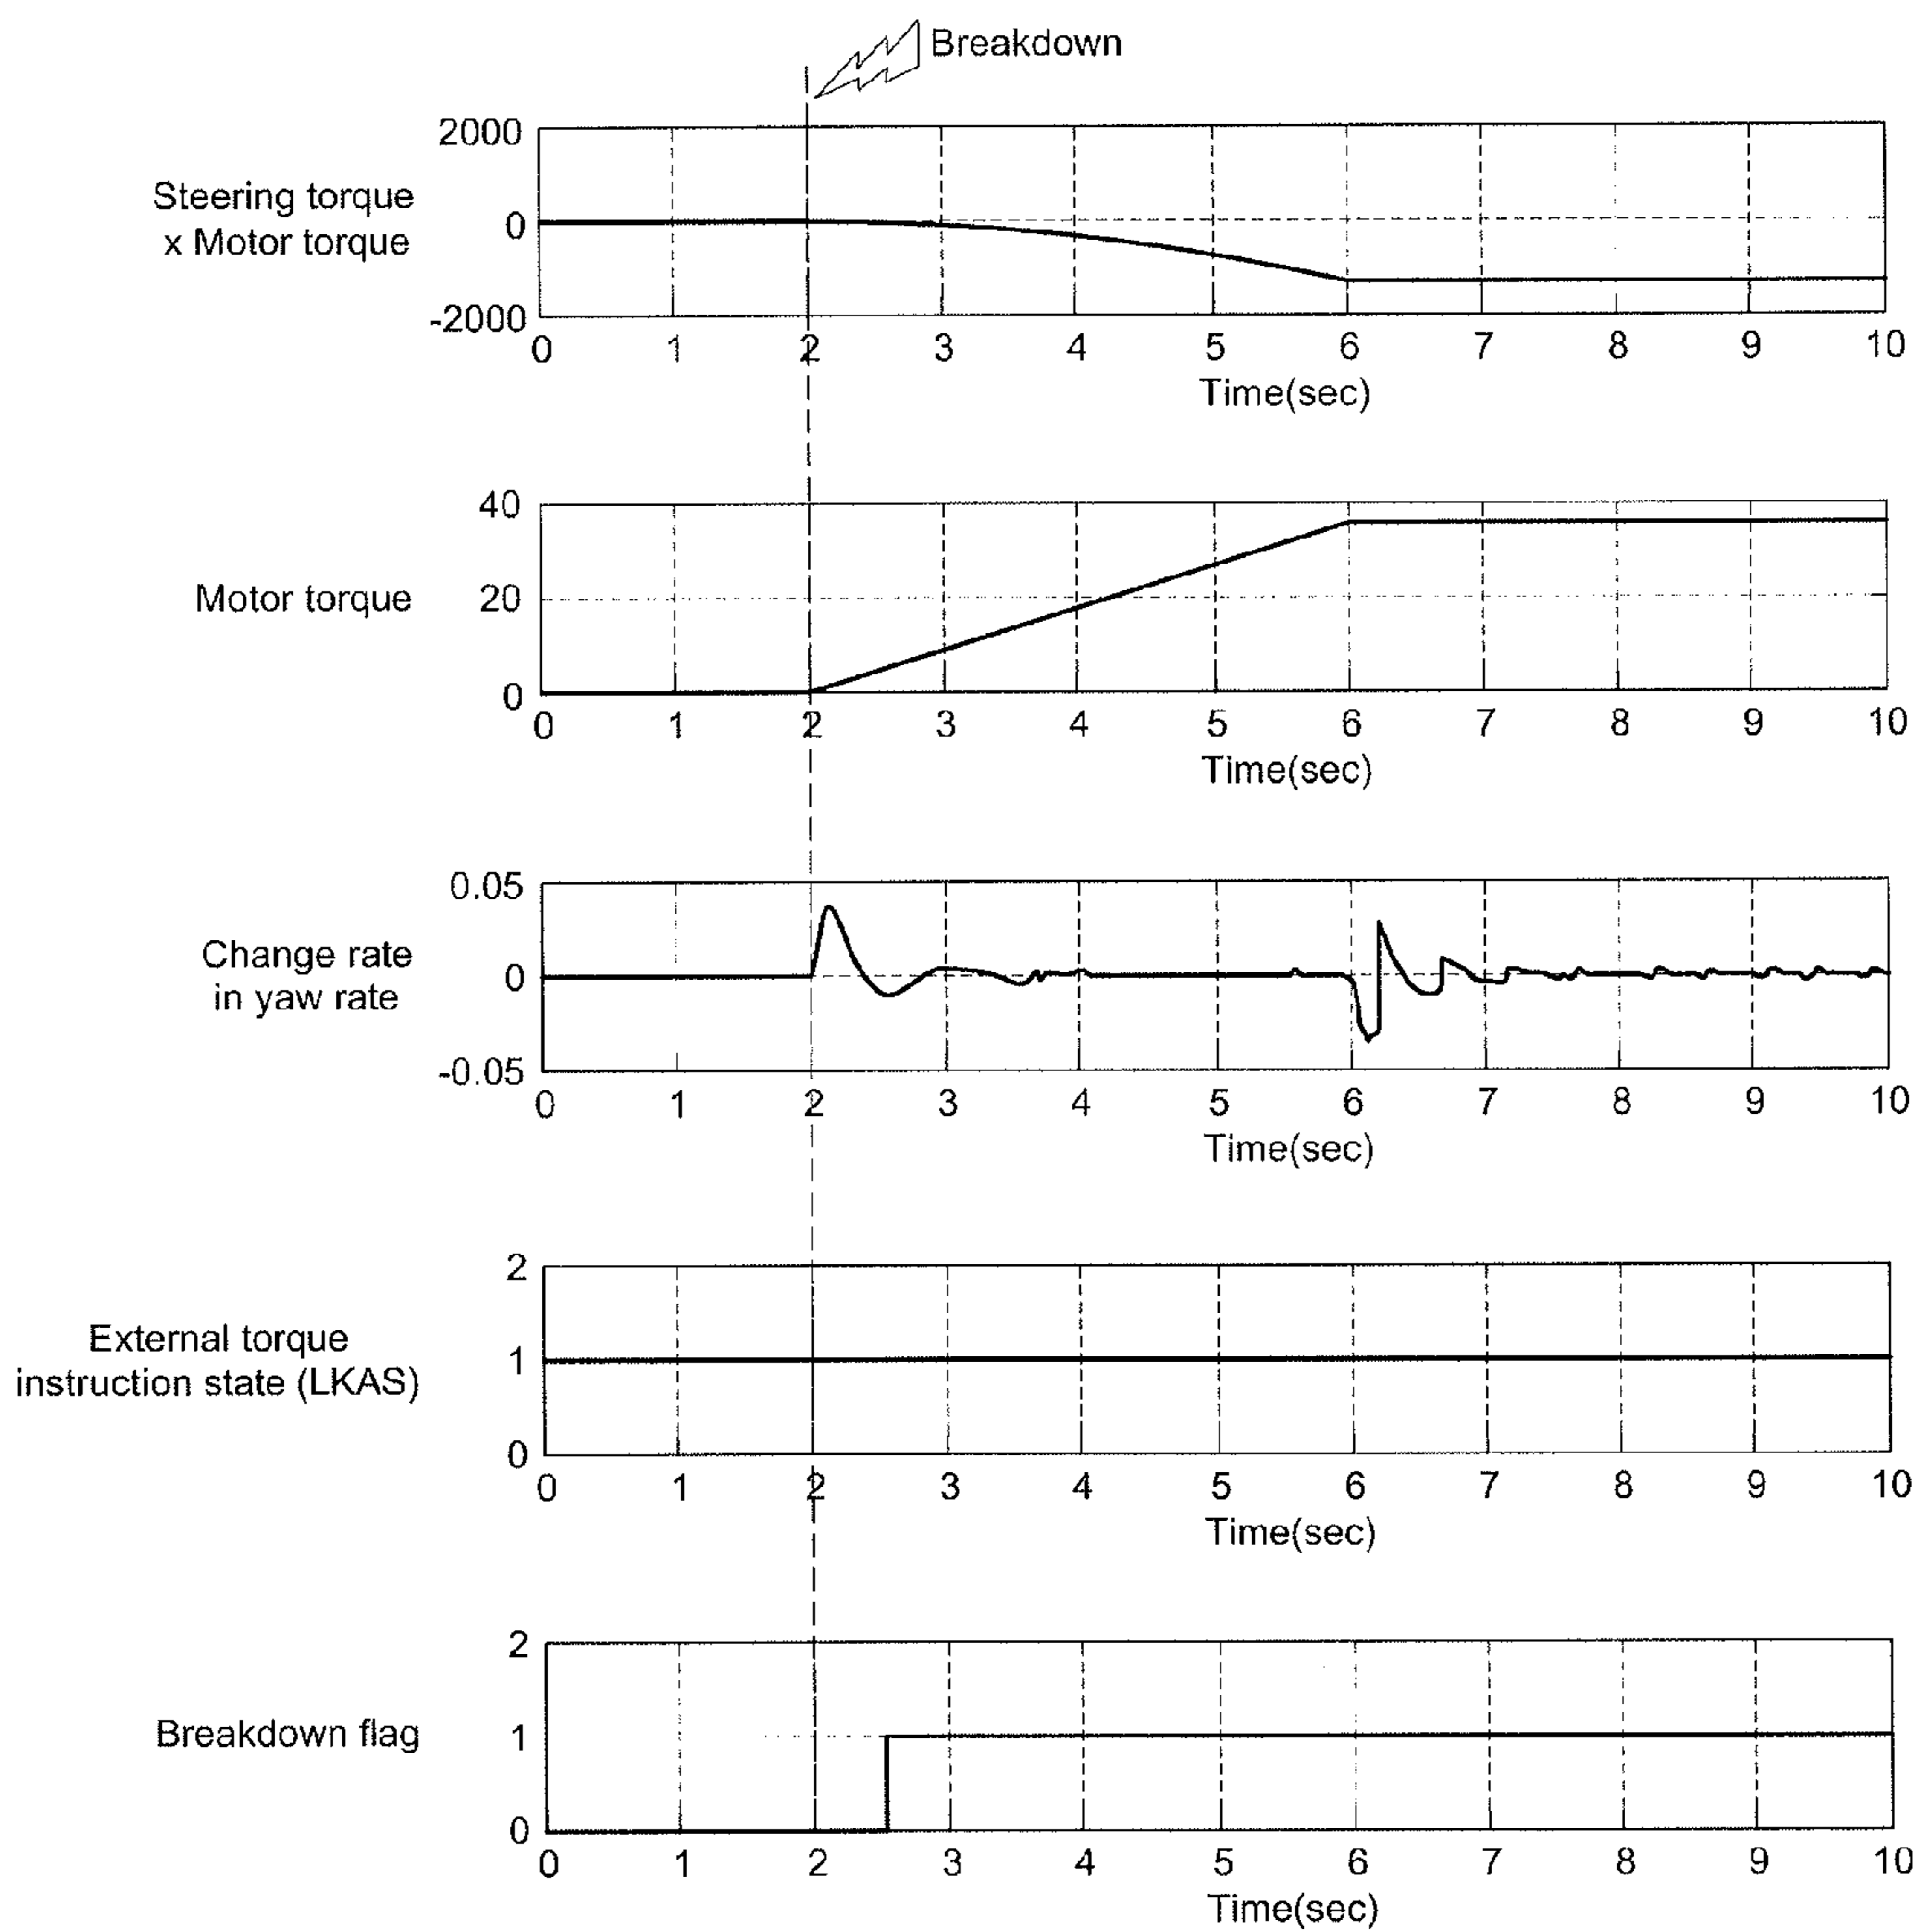 Breakdown
2000
Steering torque
x Motor torque
0
-2000
0 1 2 3 4 5 6 7 8 9 10
Time(sec)
40
Motor torque
20
0
0 1 2 3 4 5 6 7 8 9 10
Time(sec)
0.05
Change rate
in yaw rate
0
-0.05
0 1 2 3 4 5 6 7 8 9 10
Time(sec)
2
External torque
instruction state (LKAS)
1
0
0 1 2 3 4 5 6 7 8 9 10
Time(sec)
2
Breakdown flag
1
0
0 1 2 3 4 5 6 7 8 9 10
Time(sec)